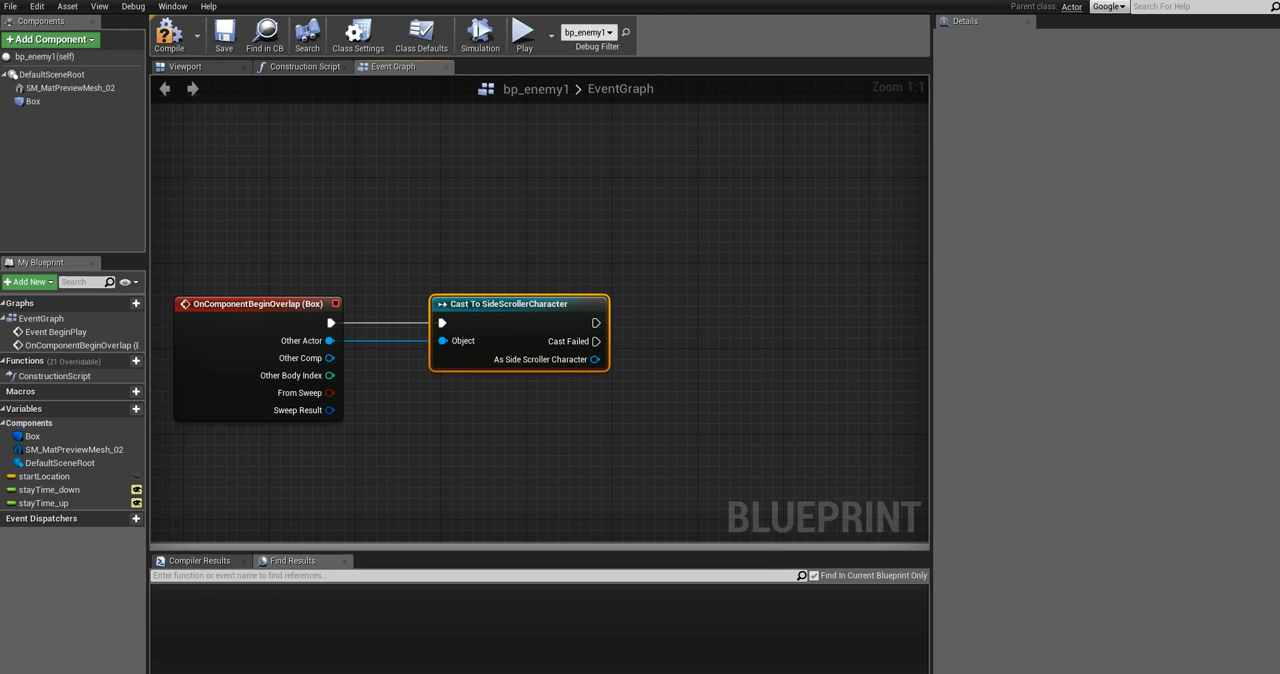 File Edit Asset View Debug Window Help
Parent class: Actor Google Search For Help
Components
+ Add Component
bp_enemy1(self)
DefaultSceneRoot
SM_MatPreviewMesh_02
Box
Compile Save Find in CB Search Class Settings Class Defaults Simulation Play
bp_enemy1
Debug Filter
Details
Viewport Construction Script Event Graph
bp_enemy1 > EventGraph
Zoom 1:1
My Blueprint
+ Add New Search
Graphs
EventGraph
Event BeginPlay
OnComponentBeginOverlap (E
Functions (21 Overridable)
ConstructionScript
Macros
Variables
Components
Box
SM_MatPreviewMesh_02
DefaultSceneRoot
startLocation
stayTime_down
stayTime_up
Event Dispatchers
OnComponentBeginOverlap (Box)
Other Actor
Other Comp
Other Body Index
From Sweep
Sweep Result
Cast To SideScrollerCharacter
Object
Cast Failed
As Side Scroller Character
BLUEPRINT
Compiler Results Find Results
Enter function or event name to find references...
Find In Current Blueprint Only